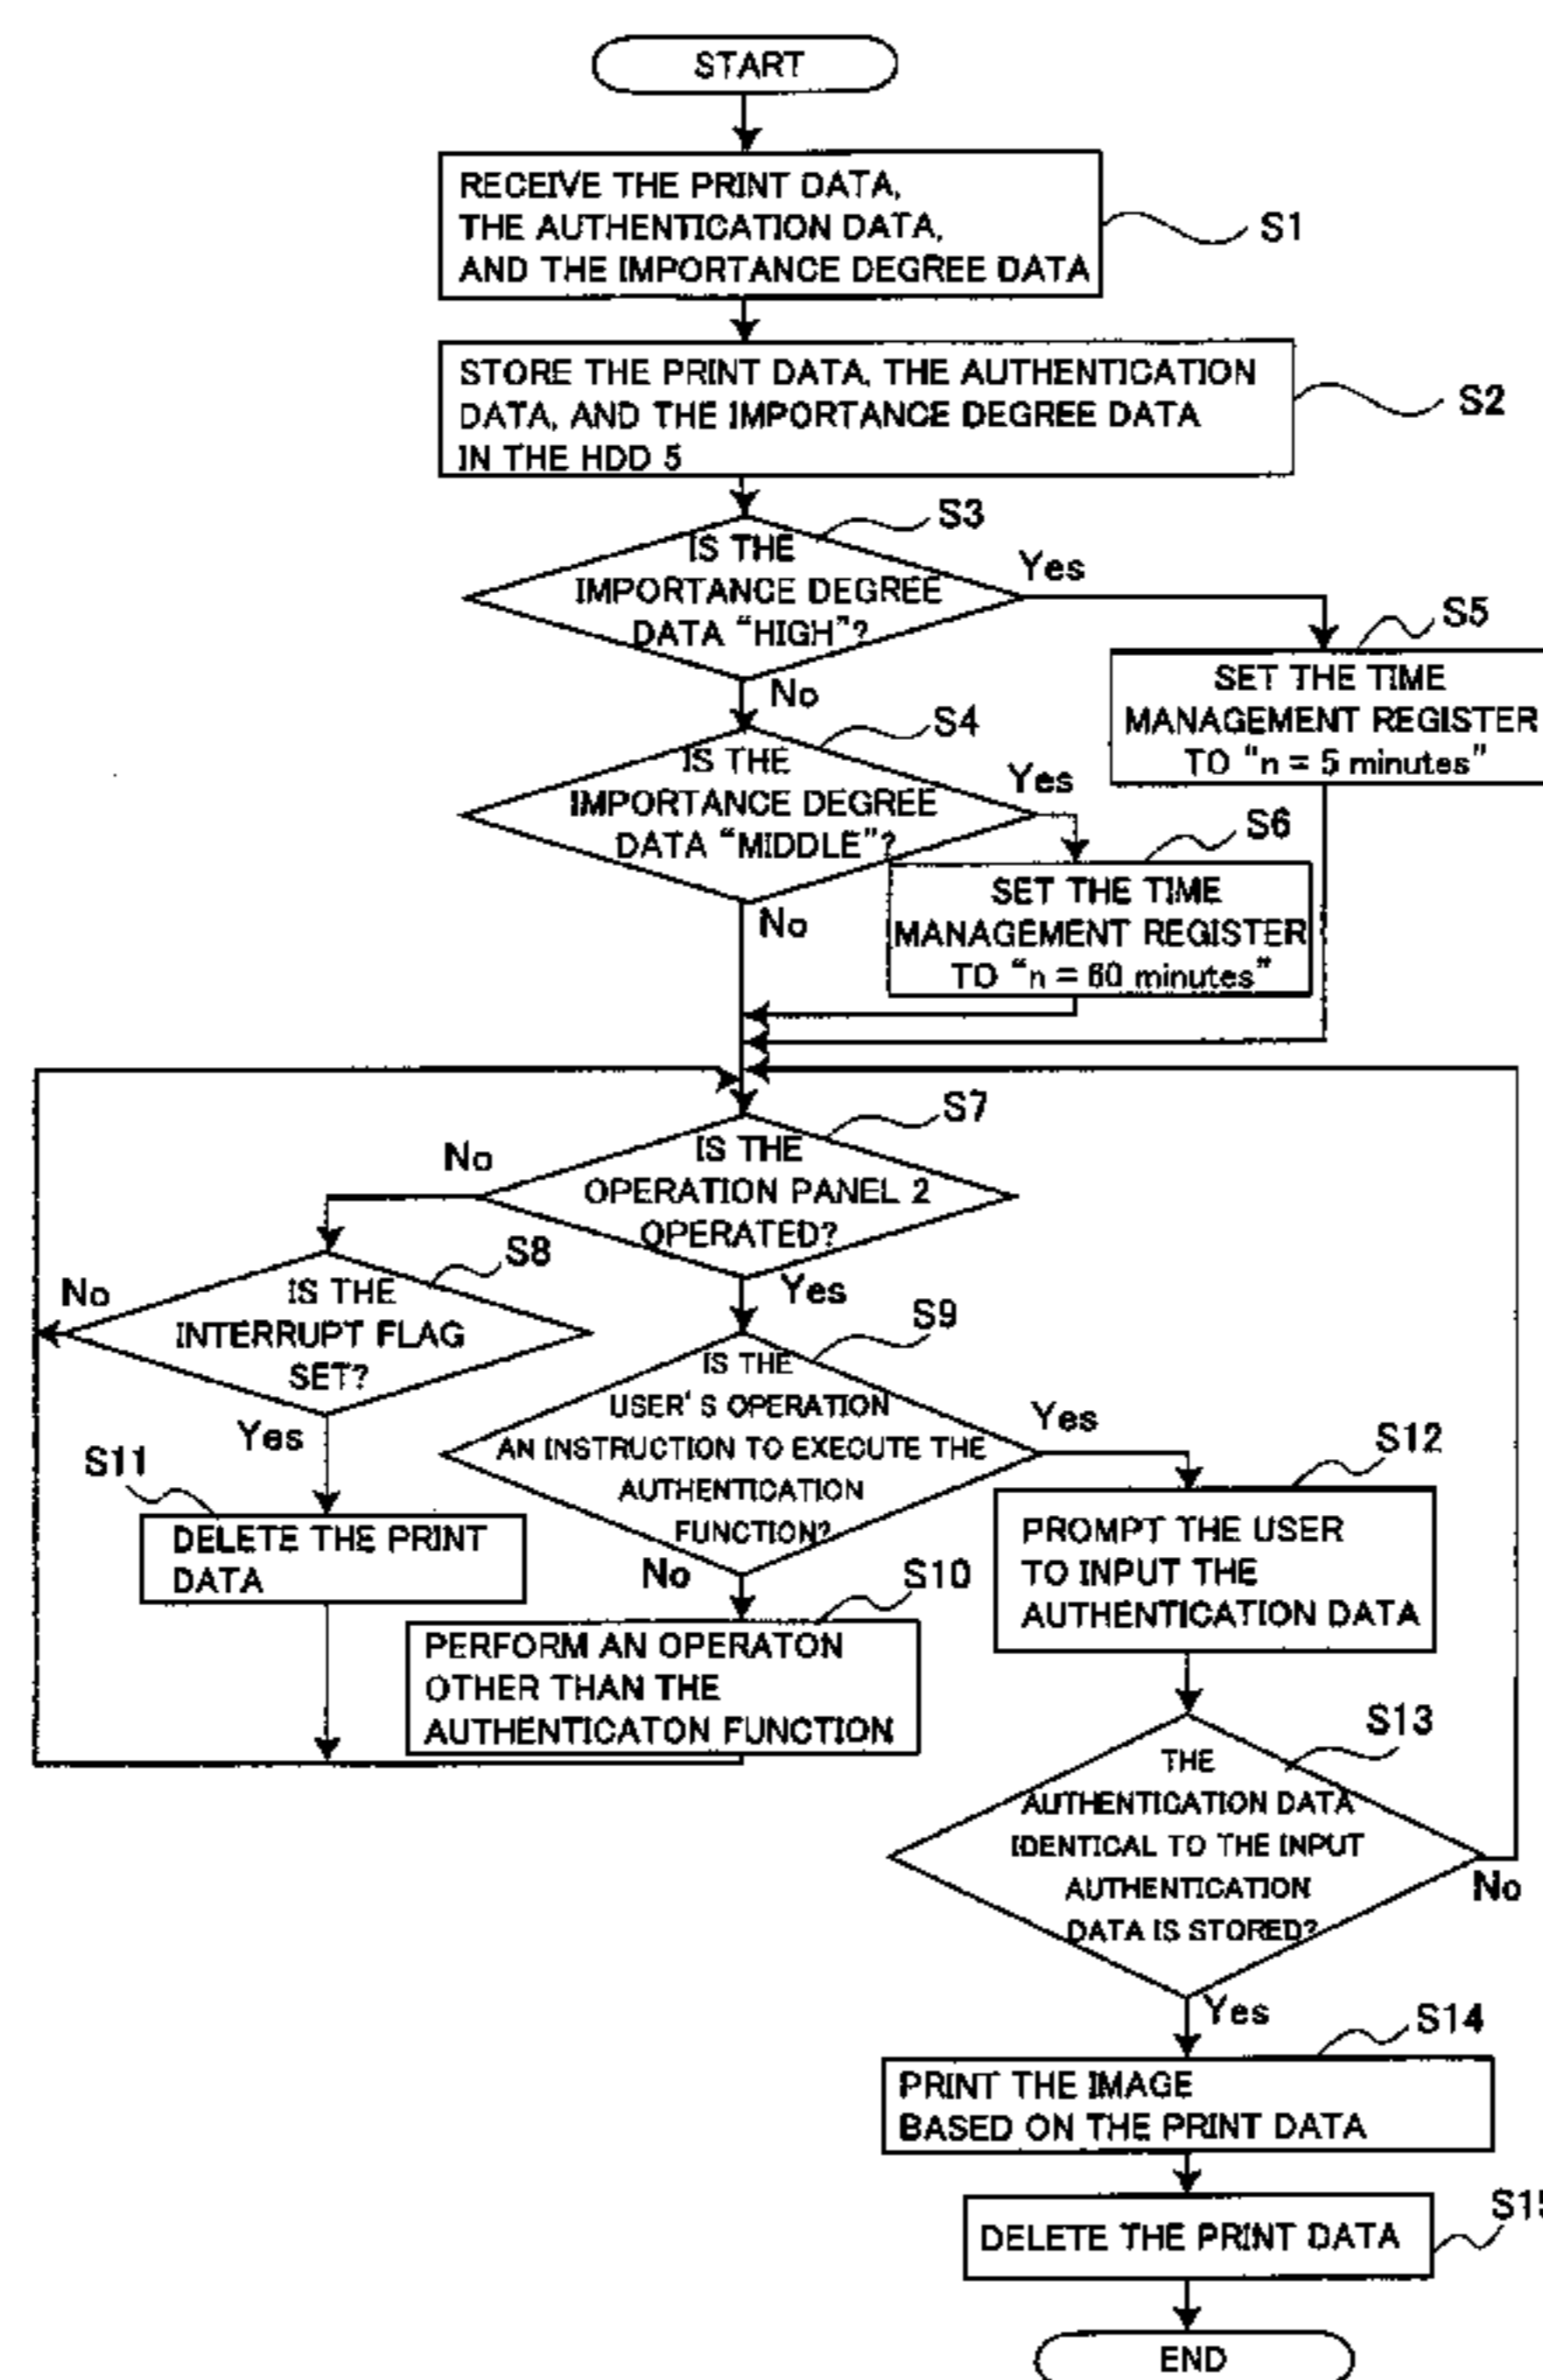 START
RECEIVE THE PRINT DATA,
THE AUTHENTICATION DATA,
AND THE IMPORTANCE DEGREE DATA
S1
STORE THE PRINT DATA, THE AUTHENTICATION
DATA, AND THE IMPORTANCE DEGREE DATA
IN THE HDD 5
S2
S3
IS THE
IMPORTANCE DEGREE
DATA “HIGH”?
Yes
No
S5
SET THE TIME
MANAGEMENT REGISTER
TO “n = 5 minutes”
S4
IS THE
IMPORTANCE DEGREE
DATA “MIDDLE”?
Yes
No
S6
SET THE TIME
MANAGEMENT REGISTER
TO “n = 60 minutes”
S7
IS THE
OPERATION PANEL 2
OPERATED?
No
Yes
S8
IS THE
INTERRUPT FLAG
SET?
No
Yes
S9
IS THE
USER’S OPERATION
AN INSTRUCTION TO EXECUTE THE
AUTHENTICATION
FUNCTION?
Yes
No
S11
DELETE THE PRINT
DATA
S10
PERFORM AN OPERATON
OTHER THAN THE
AUTHENTICATON FUNCTION
S12
PROMPT THE USER
TO INPUT THE
AUTHENTICATION DATA
S13
THE
AUTHENTICATION DATA
IDENTICAL TO THE INPUT
AUTHENTICATION
DATA IS STORED?
No
Yes
S14
PRINT THE IMAGE
BASED ON THE PRINT DATA
S15
DELETE THE PRINT DATA
END